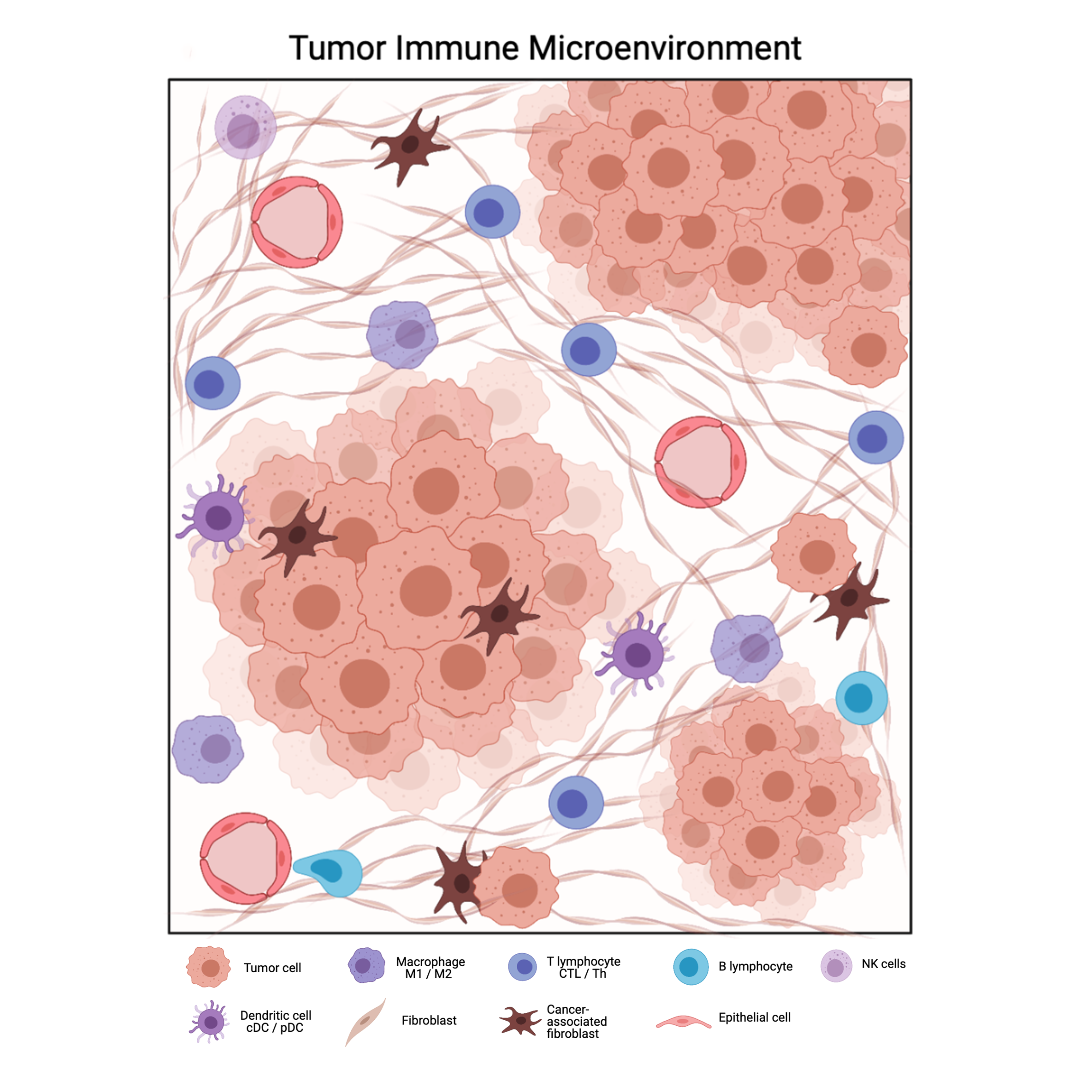 Tumor Immune Microenvironment
Tumor cell
Macrophage
M1 / M2
T lymphocyte
CTL / Th
B lymphocyte
NK cells
Dendritic cell
cDC / pDC
Fibroblast
Cancer-
associated
fibroblast
Epithelial cell